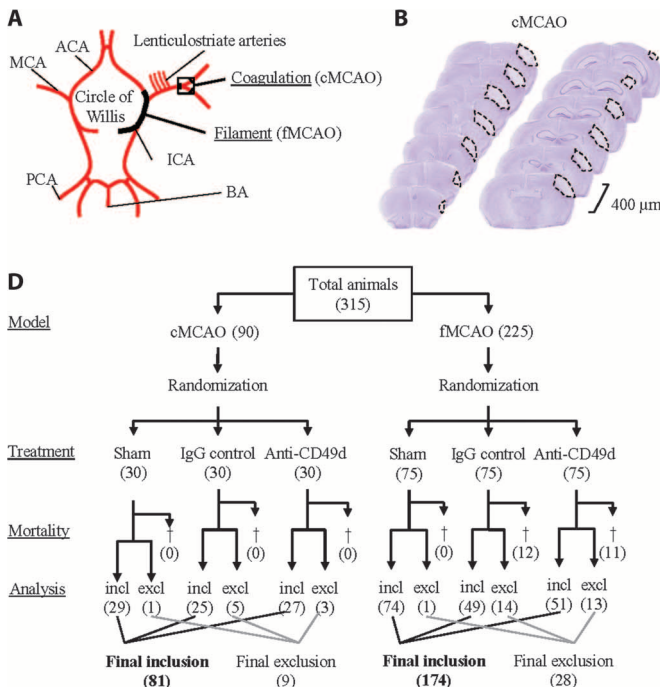 A
ACA
Lenticulostriate arteries
MCA
Coagulation (cMCAO)
Circle of
Willis
Filament (fMCAO)
ICA
PCA
BA
B
cMCAO
400 μm
D
Total animals
(315)
Model
cMCAO (90)
fMCAO (225)
Randomization
Randomization
Treatment
Sham
(30)
IgG control
(30)
Anti-CD49d
(30)
Sham
(75)
IgG control
(75)
Anti-CD49d
(75)
Mortality
†
(0)
†
(0)
†
(0)
†
(0)
†
(12)
†
(11)
Analysis
incl excl
(29) (1)
incl excl
(25) (5)
incl excl
(27) (3)
incl excl
(74) (1)
incl excl
(49) (14)
incl excl
(51) (13)
Final inclusion
(81)
Final exclusion
(9)
Final inclusion
(174)
Final exclusion
(28)